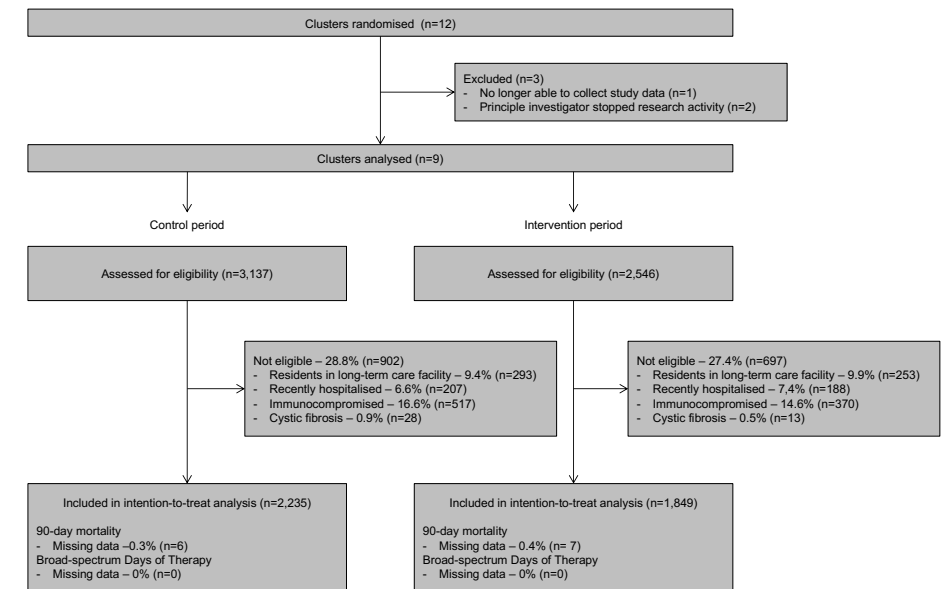 Clusters randomised (n=12)
Excluded (n=3)
- No longer able to collect study data (n=1)
- Principle investigator stopped research activity (n=2)
Clusters analysed (n=9)
Control period
Intervention period
Assessed for eligibility (n=3,137)
Assessed for eligibility (n=2,546)
Not eligible – 28.8% (n=902)
- Residents in long-term care facility – 9.4% (n=293)
- Recently hospitalised – 6.6% (n=207)
- Immunocompromised – 16.6% (n=517)
- Cystic fibrosis – 0.9% (n=28)
Not eligible – 27.4% (n=697)
- Residents in long-term care facility – 9.9% (n=253)
- Recently hospitalised – 7,4% (n=188)
- Immunocompromised – 14.6% (n=370)
- Cystic fibrosis – 0.5% (n=13)
Included in intention-to-treat analysis (n=2,235)
90-day mortality
- Missing data –0.3% (n=6)
Broad-spectrum Days of Therapy
- Missing data – 0% (n=0)
Included in intention-to-treat analysis (n=1,849)
90-day mortality
- Missing data – 0.4% (n= 7)
Broad-spectrum Days of Therapy
- Missing data – 0% (n=0)